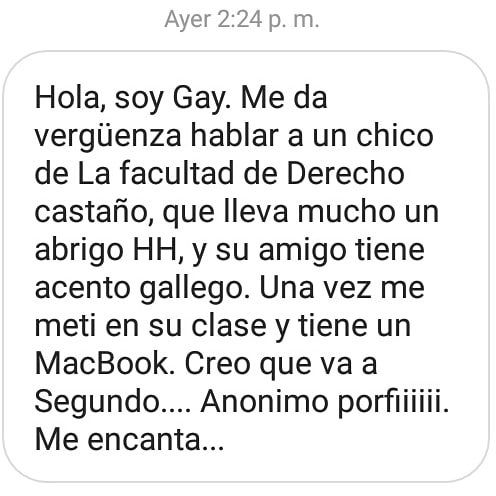 Ayer 2:24 p. m.
Hola, soy Gay. Me da
vergüenza hablar a un chico
de La facultad de Derecho
castaño, que lleva mucho un
abrigo HH, y su amigo tiene
acento gallego. Una vez me
meti en su clase y tiene un
MacBook. Creo que va a
Segundo.... Anonimo porfiiiiii.
Me encanta...